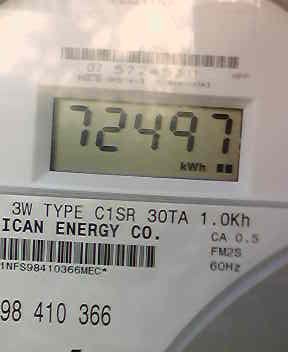 72497
kWh
3W TYPE C1SR 30TA 1.0Kh
ICAN ENERGY CO.
CA 0.5
FM2S
60Hz
1NFS98410366MEC*
98 410 366